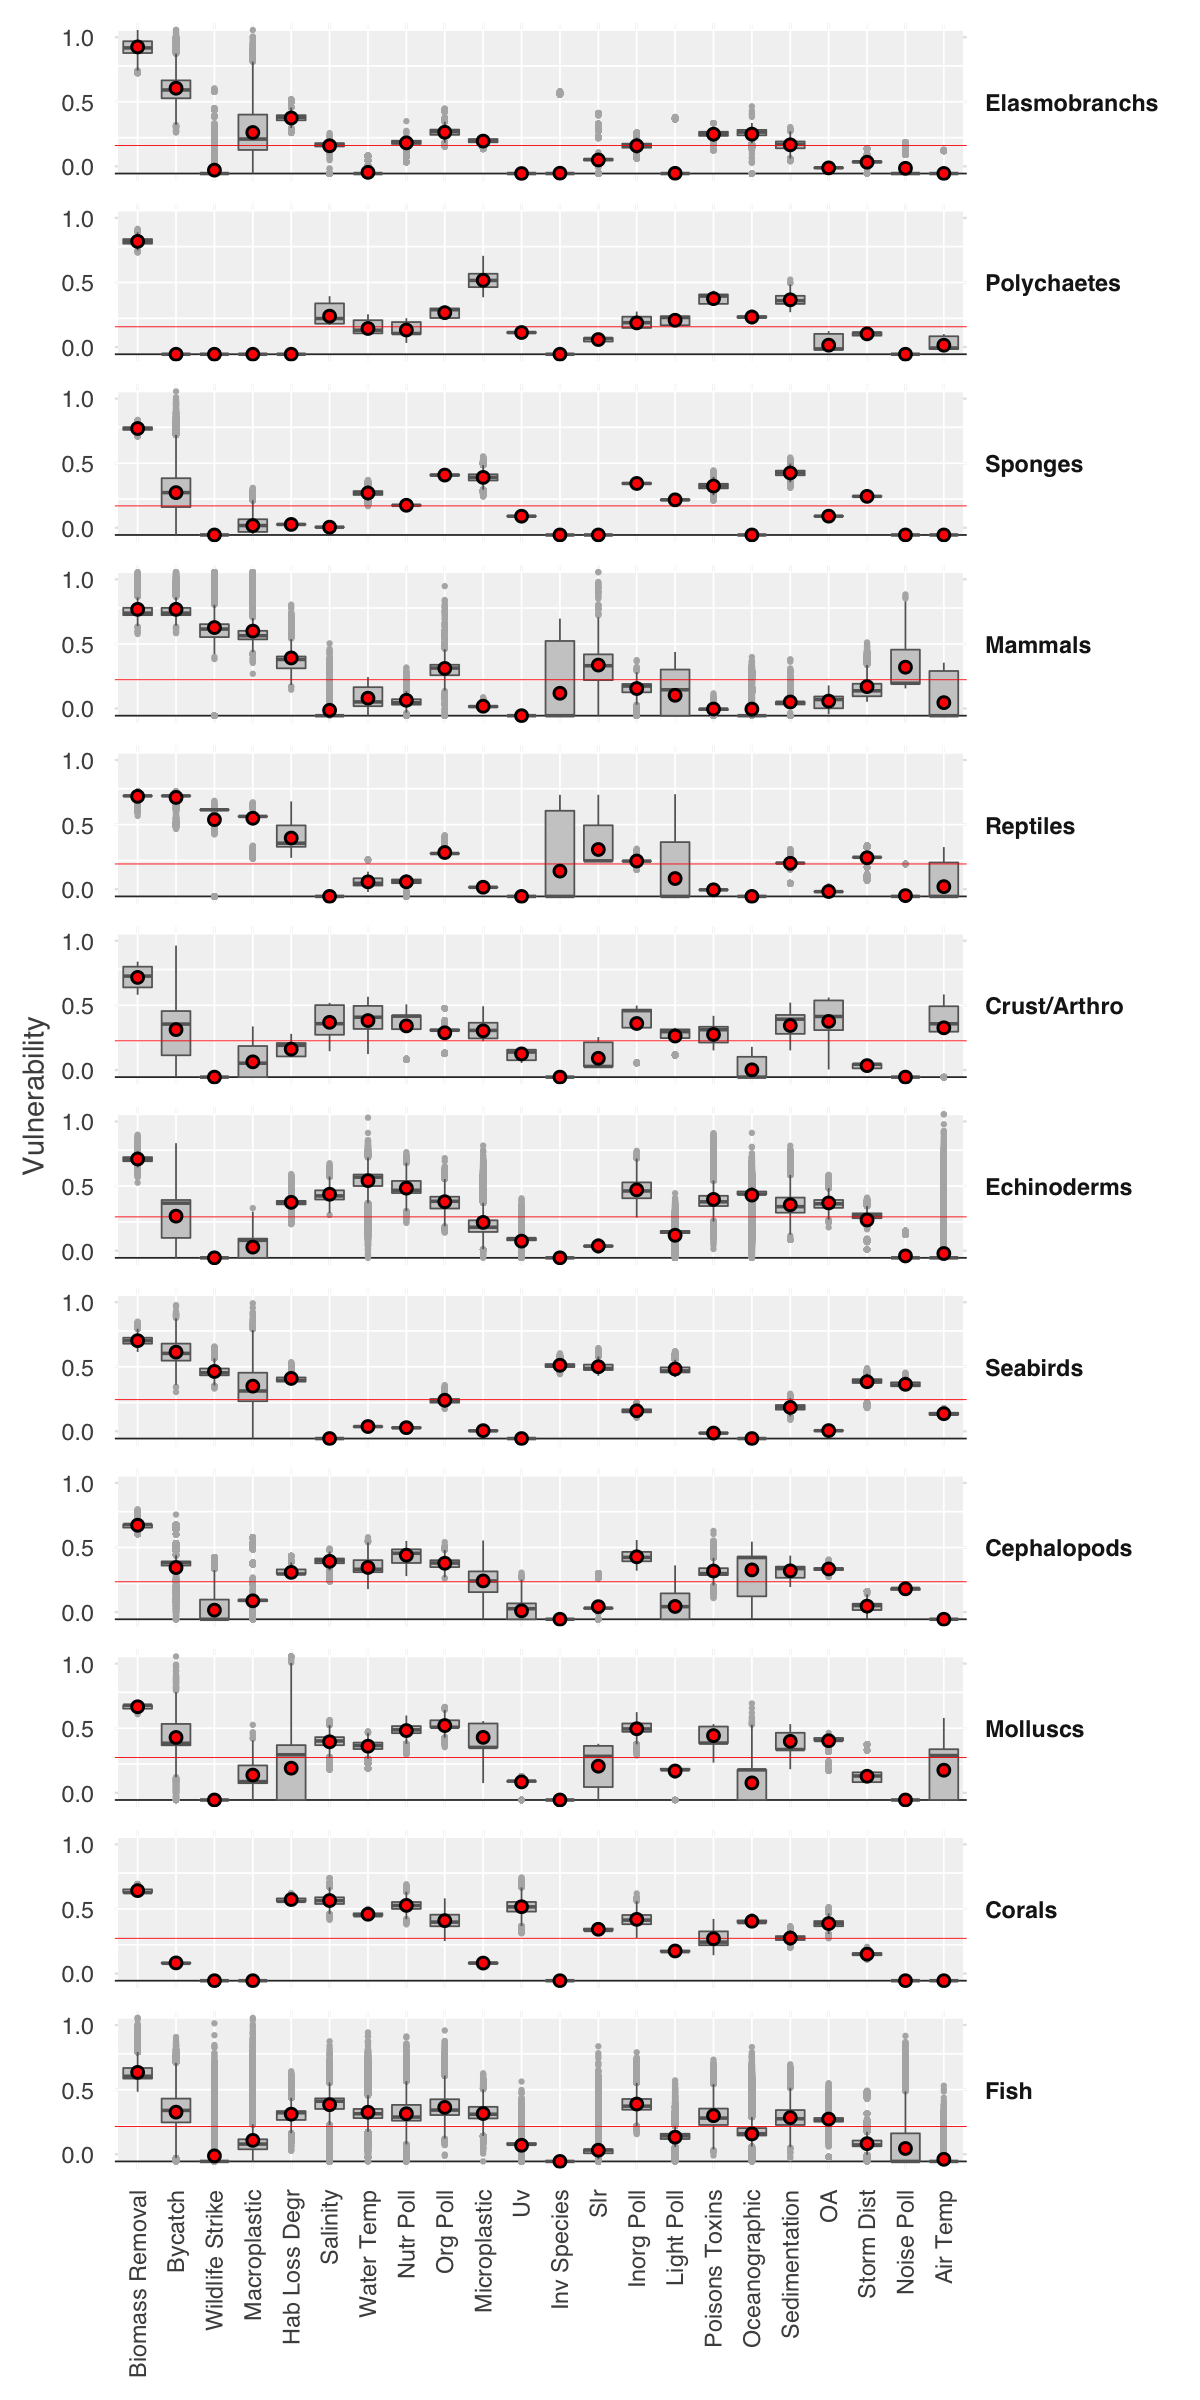 Vulnerability
1.0
0.5
0.0
Elasmobranchs
1.0
0.5
0.0
Polychaetes
1.0
0.5
0.0
Sponges
1.0
0.5
0.0
Mammals
1.0
0.5
0.0
Reptiles
1.0
0.5
0.0
Crust/Arthro
1.0
0.5
0.0
Echinoderms
1.0
0.5
0.0
Seabirds
1.0
0.5
0.0
Cephalopods
1.0
0.5
0.0
Molluscs
1.0
0.5
0.0
Corals
1.0
0.5
0.0
Fish
Biomass Removal
Bycatch
Wildlife Strike
Macroplastic
Hab Loss Degr
Salinity
Water Temp
Nutr Poll
Org Poll
Microplastic
Uv
Inv Species
Slr
Inorg Poll
Light Poll
Poisons Toxins
Oceanographic
Sedimentation
OA
Storm Dist
Noise Poll
Air Temp